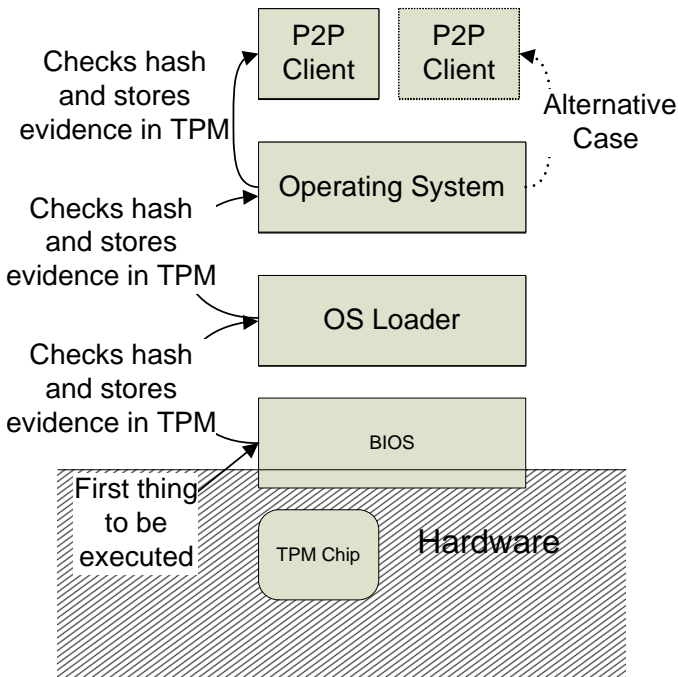 P2P
Client
P2P
Client
Checks hash
and stores
evidence in TPM
Alternative
Case
Operating System
Checks hash
and stores
evidence in TPM
OS Loader
Checks hash
and stores
evidence in TPM
BIOS
First thing
to be
executed
TPM Chip
Hardware